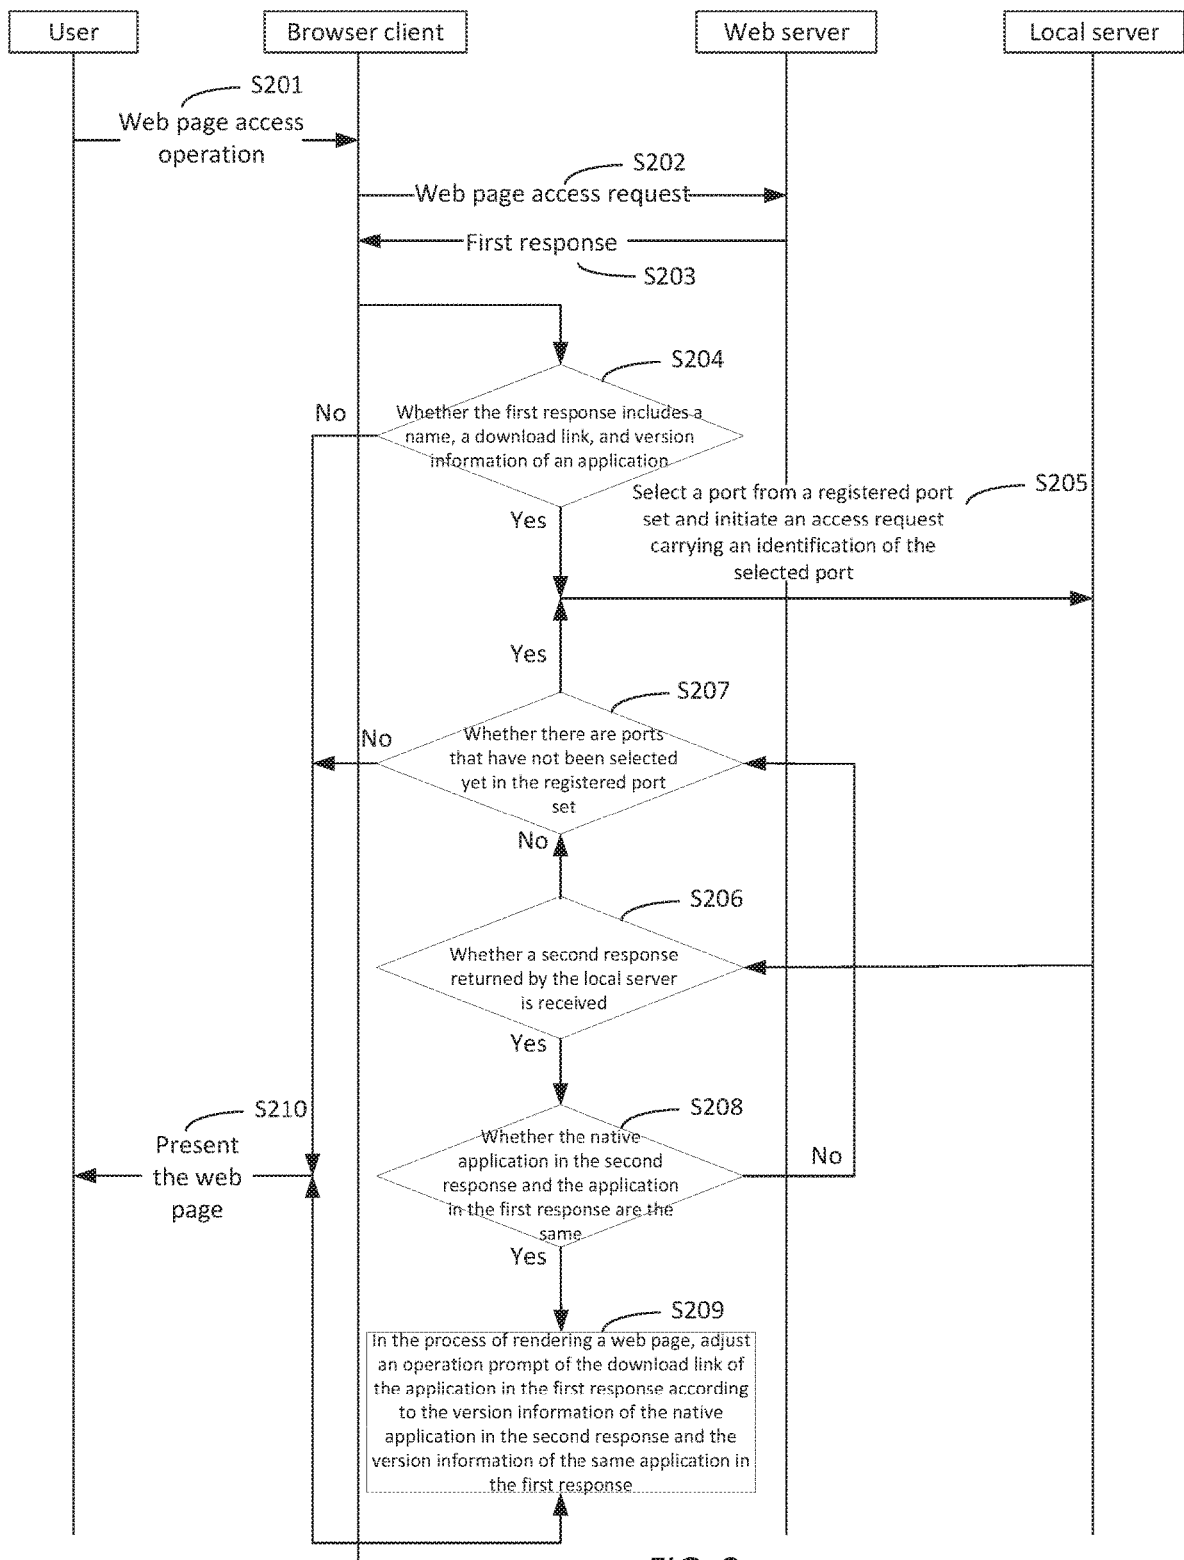 User
Browser client
Web server
Local server
S201
Web page access
operation
S202
Web page access request
First response
S203
S204
No
Whether the first response includes a
name, a download link, and version
information of an application
Select a port from a registered port
set and initiate an access request
carrying an identification of the
selected port
S205
Yes
Yes
S207
No
Whether there are ports
that have not been selected
yet in the registered port
set
No
S206
Whether a second response
returned by the local server
is received
Yes
S210
Present
the web
page
S208
Whether the native
application in the second
response and the application
in the first response are the
same
No
Yes
S209
In the process of rendering a web page, adjust
an operation prompt of the download link of
the application in the first response according
to the version information of the native
application in the second response and the
version information of the same application in
the first response